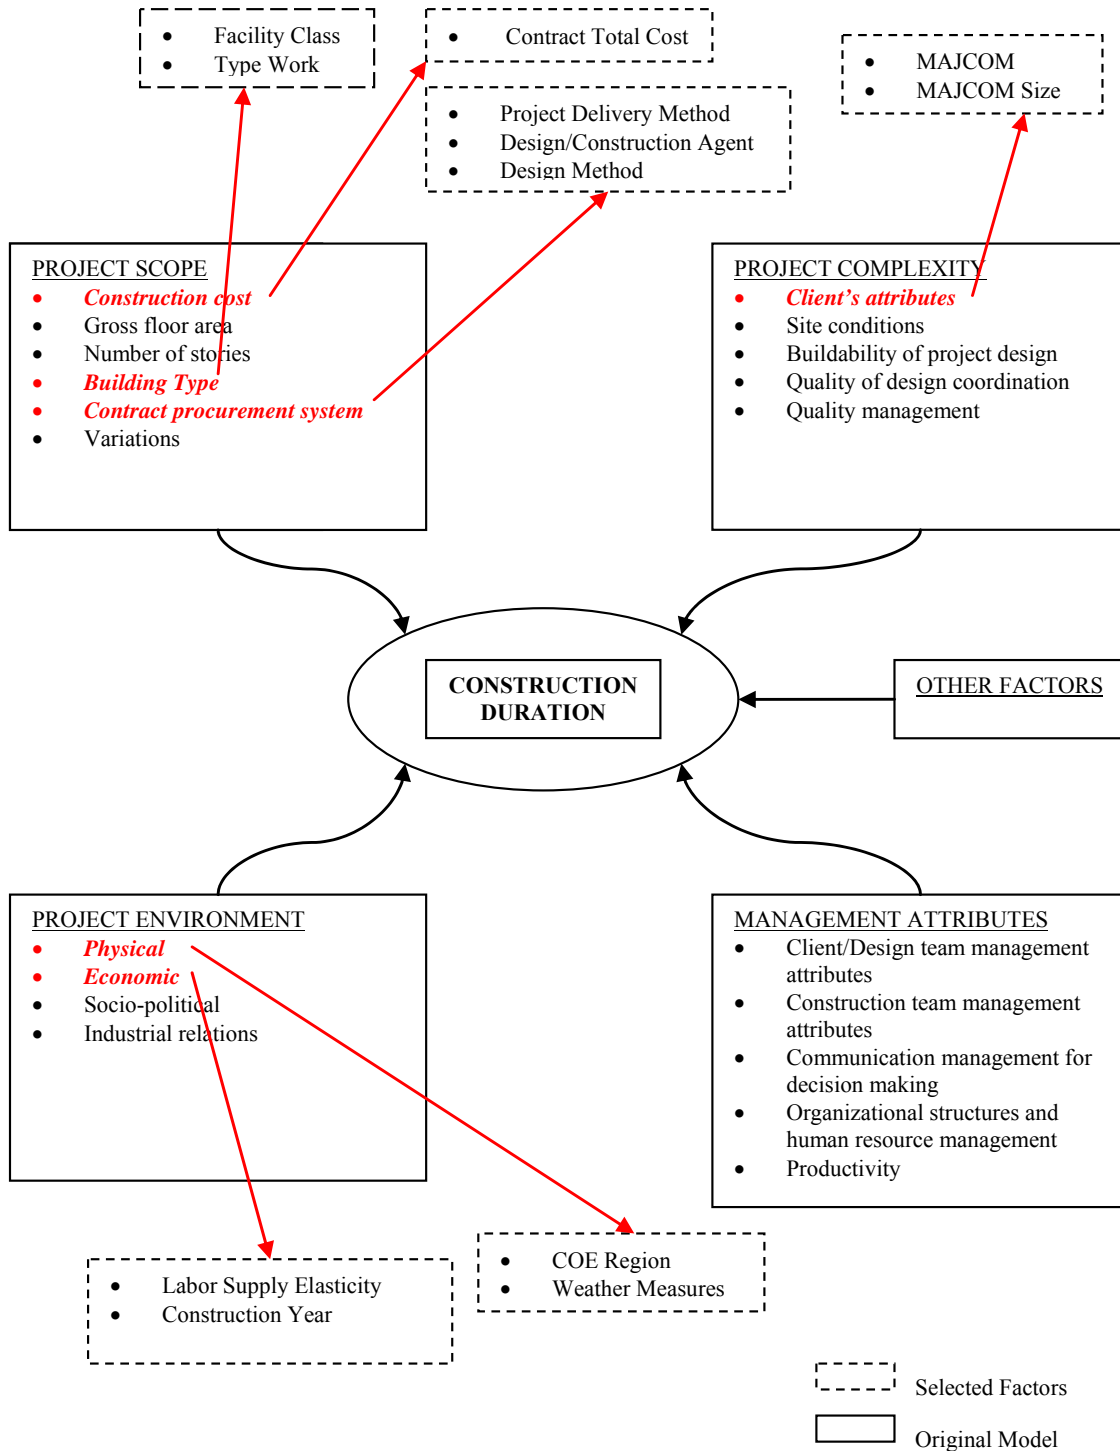 • Facility Class
• Type Work
• Contract Total Cost
• MAJCOM
• MAJCOM Size
• Project Delivery Method
• Design/Construction Agent
• Design Method
PROJECT SCOPE
• Construction cost
• Gross floor area
• Number of stories
• Building Type
• Contract procurement system
• Variations
PROJECT COMPLEXITY
• Client's attributes
• Site conditions
• Buildability of project design
• Quality of design coordination
• Quality management
CONSTRUCTION
DURATION
OTHER FACTORS
PROJECT ENVIRONMENT
• Physical
• Economic
• Socio-political
• Industrial relations
MANAGEMENT ATTRIBUTES
• Client/Design team management
attributes
• Construction team management
attributes
• Communication management for
decision making
• Organizational structures and
human resource management
• Productivity
• Labor Supply Elasticity
• Construction Year
• COE Region
• Weather Measures
Selected Factors
Original Model